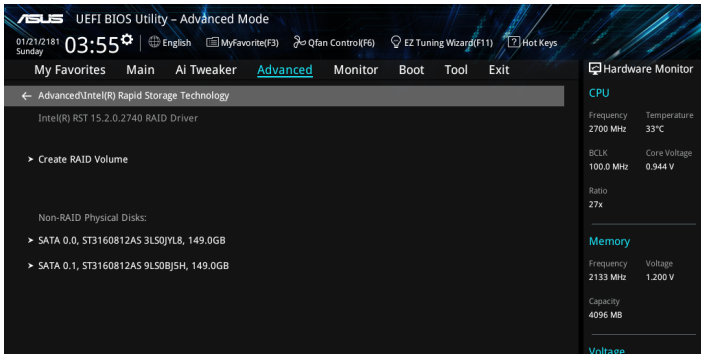 ASUS UEFI BIOS Utility – Advanced Mode
01/21/2181 Sunday 03:55 English MyFavorite(F3) Qfan Control(F6) EZ Tuning Wizard(F11) ? Hot Keys
My Favorites Main Ai Tweaker Advanced Monitor Boot Tool Exit
Advanced\Intel(R) Rapid Storage Technology
Intel(R) RST 15.2.0.2740 RAID Driver
Create RAID Volume
Non-RAID Physical Disks:
SATA 0.0, ST3160812AS 3LS0JYL8, 149.0GB
SATA 0.1, ST3160812AS 9LS0BJ5H, 149.0GB
Hardware Monitor
CPU
Frequency Temperature
2700 MHz 33°C
BCLK Core Voltage
100.0 MHz 0.944 V
Ratio
27x
Memory
Frequency Voltage
2133 MHz 1.200 V
Capacity
4096 MB
Voltage